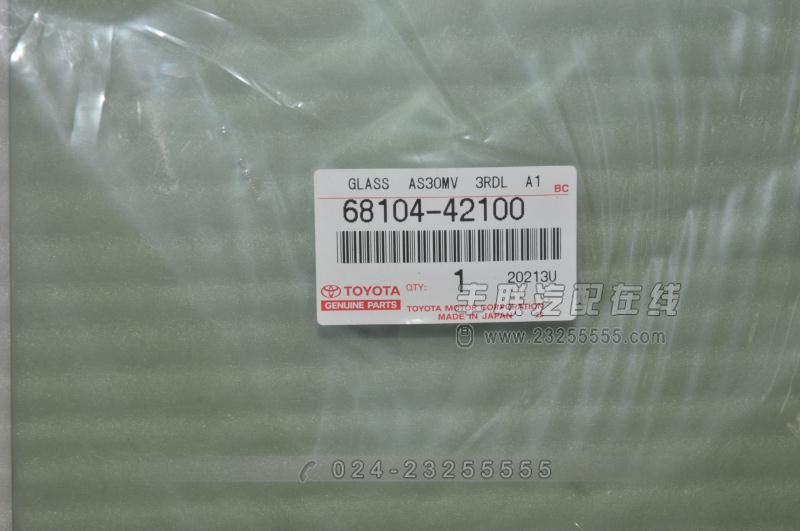 GLASS AS30MV 3RDL A1
BC
68104-42100
TOYOTA QTY: 1 20213U
GENUINE PARTS
TOYOTA MOTOR CORPORATION
MADE IN JAPAN
丰联汽配在线
www.23255555.com
024-23255555